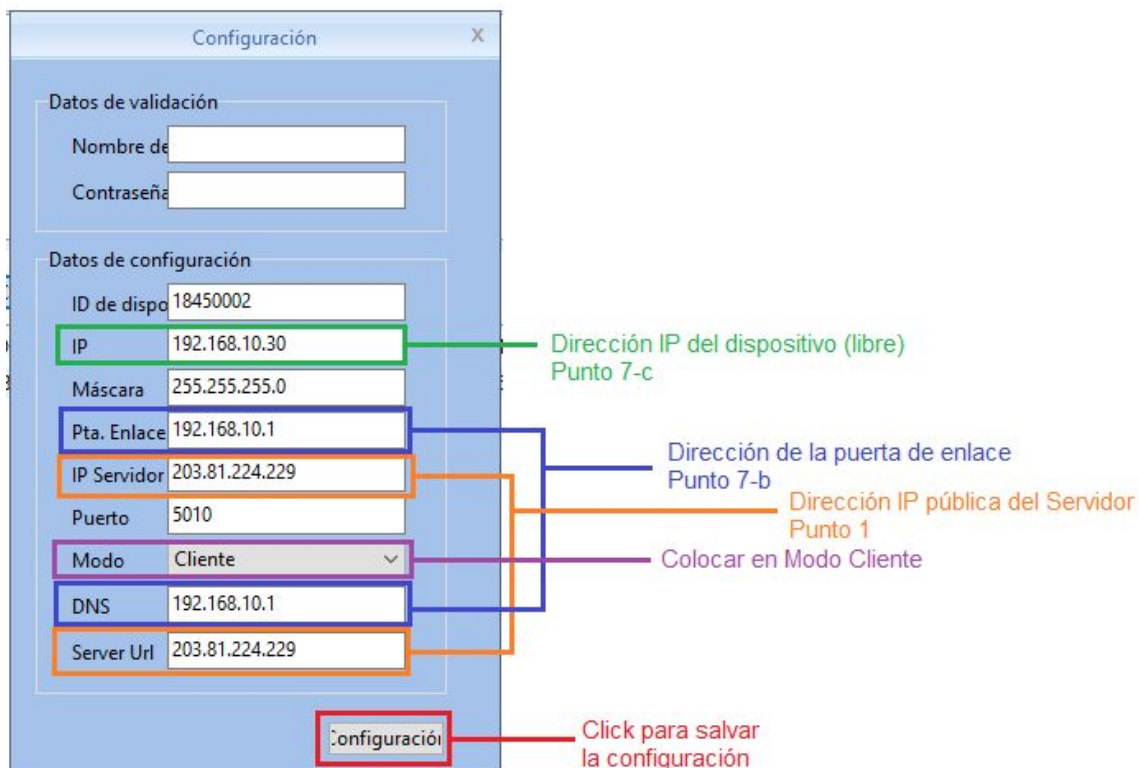 Configuración X
Datos de validación
Nombre de
Contraseña
Datos de configuración
ID de dispo 18450002
IP 192.168.10.30
Dirección IP del dispositivo (libre)
Punto 7-c
Máscara 255.255.255.0
Pta. Enlace 192.168.10.1
Dirección de la puerta de enlace
Punto 7-b
IP Servidor 203.81.224.229
Dirección IP pública del Servidor
Punto 1
Puerto 5010
Modo Cliente
Colocar en Modo Cliente
DNS 192.168.10.1
Server Url 203.81.224.229
Configuración
Click para salvar
la configuración